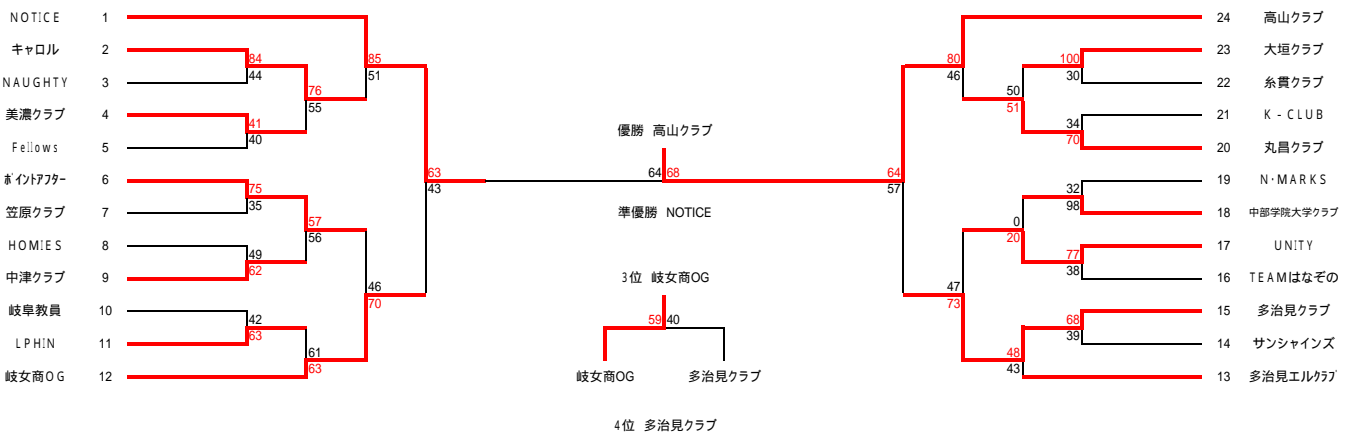 NOTICE 1
キャロル 2
84
44
NAUGHTY 3
76
55
美濃クラブ 4
41
40
Fellows 5
85
51
ポイントアフター 6
75
35
笠原クラブ 7
57
56
HOMIES 8
49
62
中津クラブ 9
岐阜教員 10
42
63
LPHIN 11
61
63
岐女商OG 12
46
70
63
43
優勝 高山クラブ
64 68
準優勝 NOTICE
3位 岐女商OG
59 40
岐女商OG 多治見クラブ
4位 多治見クラブ
64
57
80
46
47
73
24 高山クラブ
23 大垣クラブ
100
30
22 糸貫クラブ
50
51
21 K-CLUB
34
70
20 丸昌クラブ
19 N·MARKS
32
98
18 中部学院大学クラブ
0
20
17 UNITY
77
38
16 TEAMはなぞの
15 多治見クラブ
68
39
14 サンシャインズ
48
43
13 多治見エルクラブ